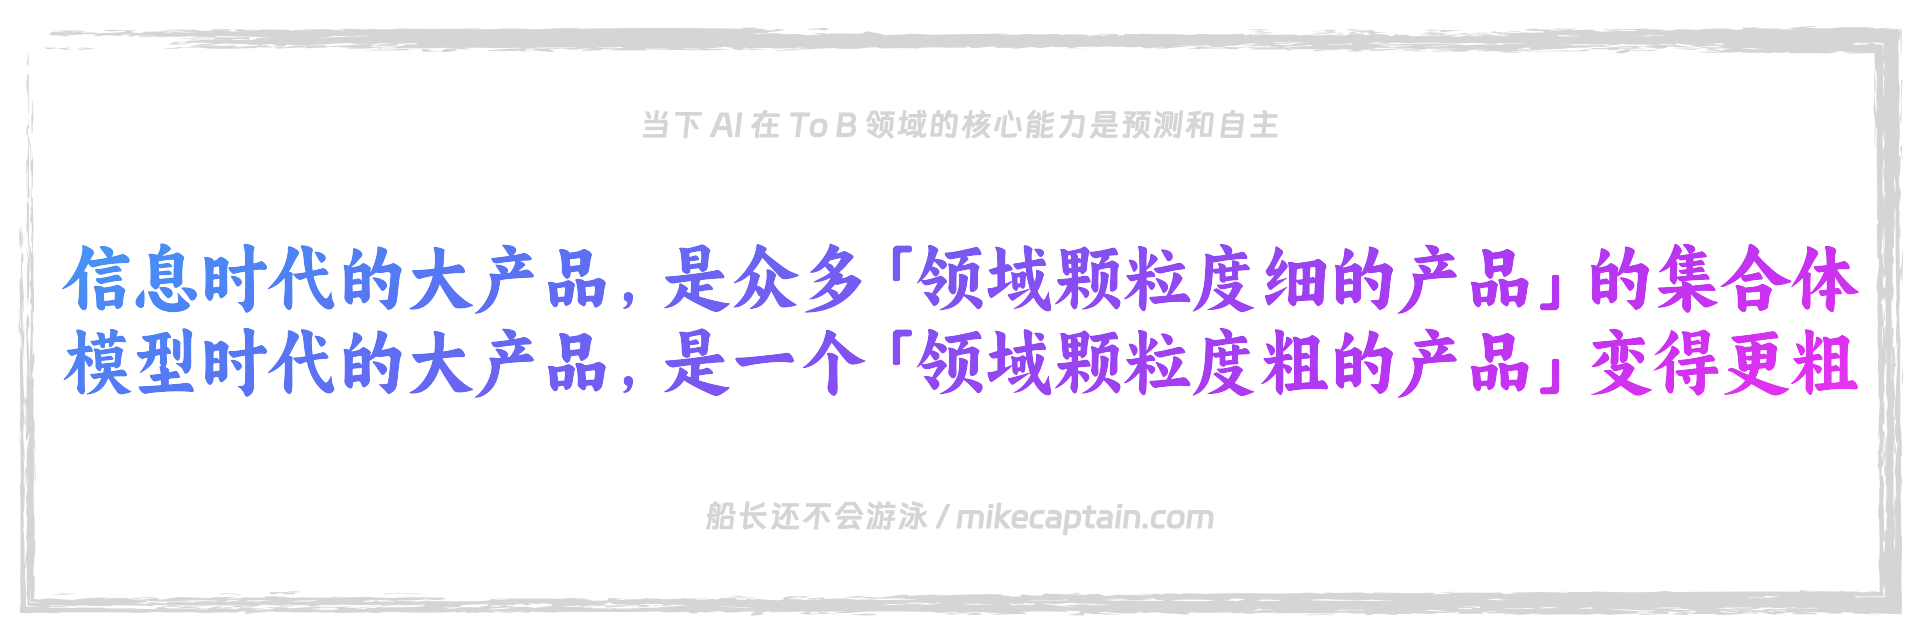 当下 AI 在 To B 领域的核心能力是预测和自主
信息时代的大产品，是众多「领域颗粒度细的产品」的集合体
模型时代的大产品，是一个「领域颗粒度粗的产品」变得更粗
船长还不会游泳 / mikecaptain.com